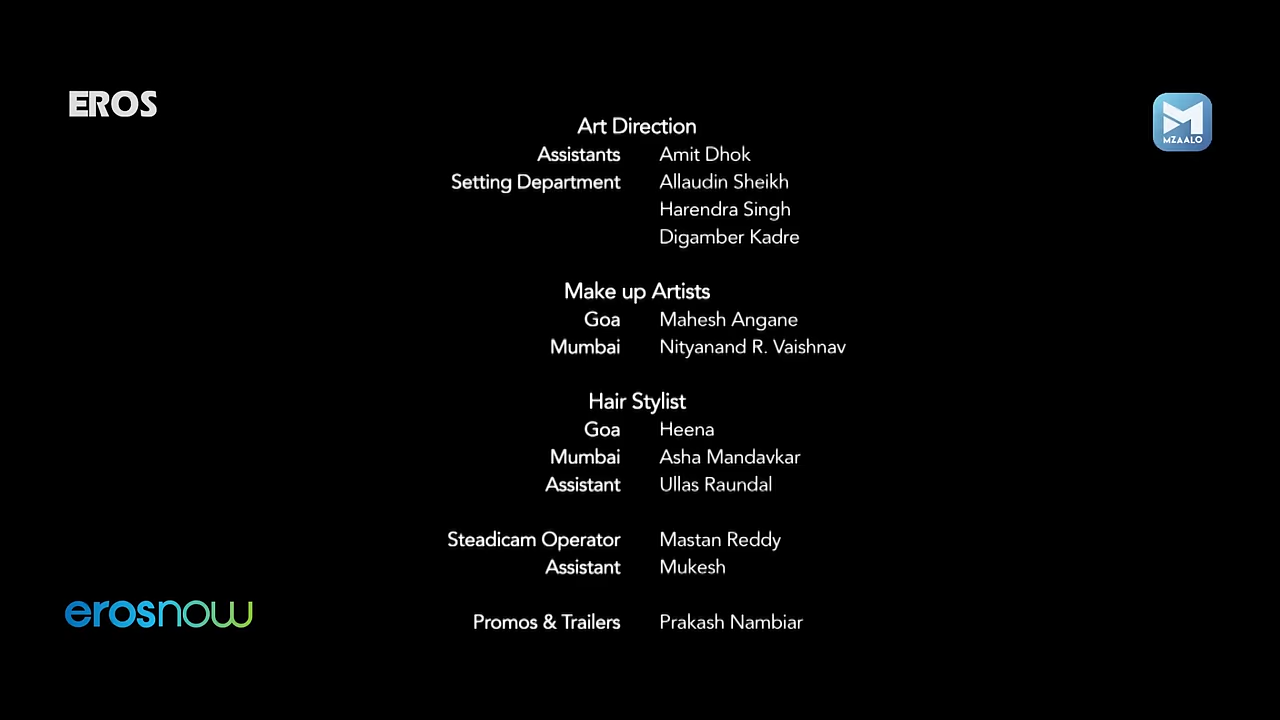 EROS
MZAALO
Art Direction
Assistants Amit Dhok
Setting Department Allaudin Sheikh
Harendra Singh
Digamber Kadre
Make up Artists
Goa Mahesh Angane
Mumbai Nityanand R. Vaishnav
Hair Stylist
Goa Heena
Mumbai Asha Mandavkar
Assistant Ullas Raundal
Steadicam Operator Mastan Reddy
Assistant Mukesh
Promos & Trailers Prakash Nambiar
erosnow